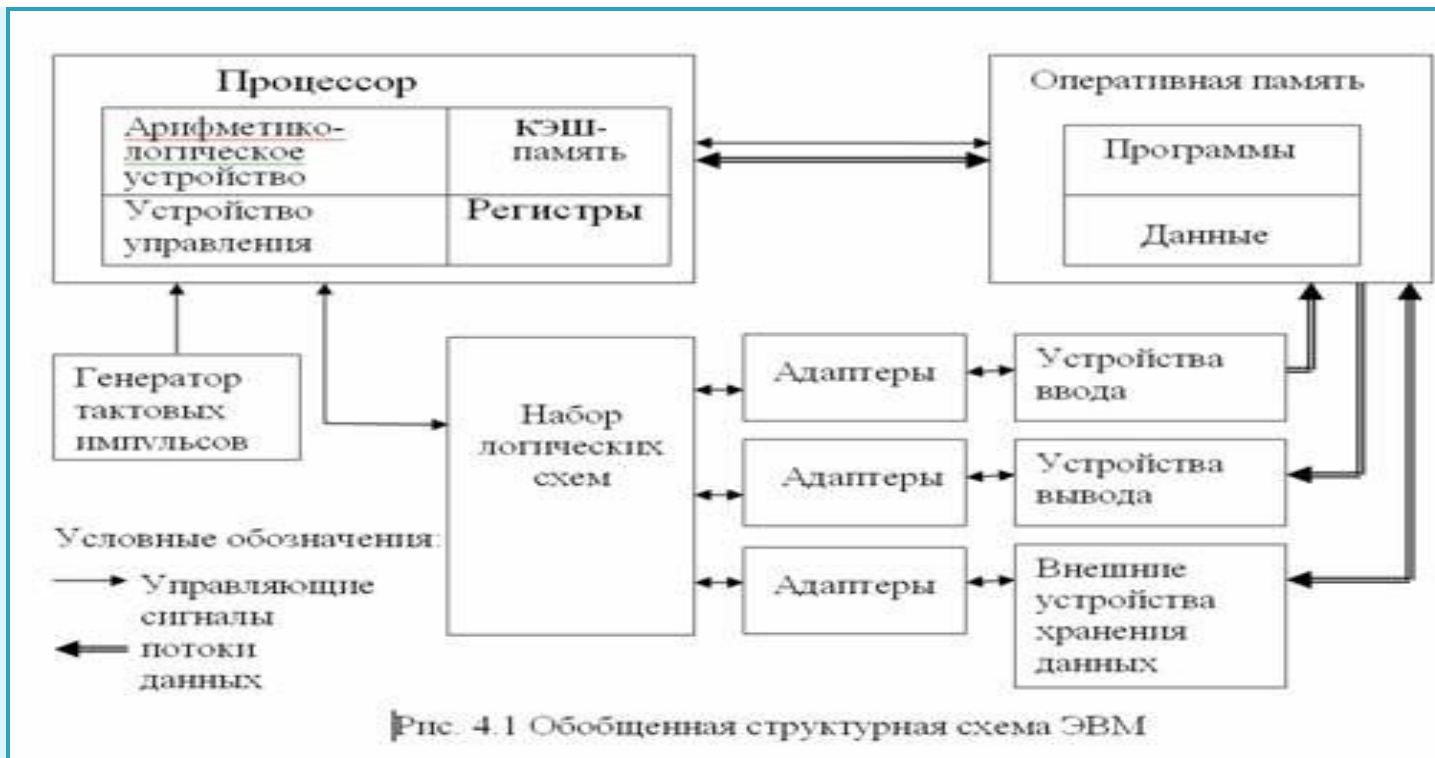 Процессор
Арифметико-
логическое
устройство
КЭШ-
память
Устройство
управления
Регистры
Оперативная память
Программы
Данные
Генератор
тактовых
импульсов
Набор
логических
схем
Адаптеры
Устройства
ввода
Адаптеры
Устройства
вывода
Адаптеры
Внешние
устройства
хранения
данных
Условные обозначения:
Управляющие
сигналы
потоки
данных
Рис. 4.1 Обобщенная структурная схема ЭВМ